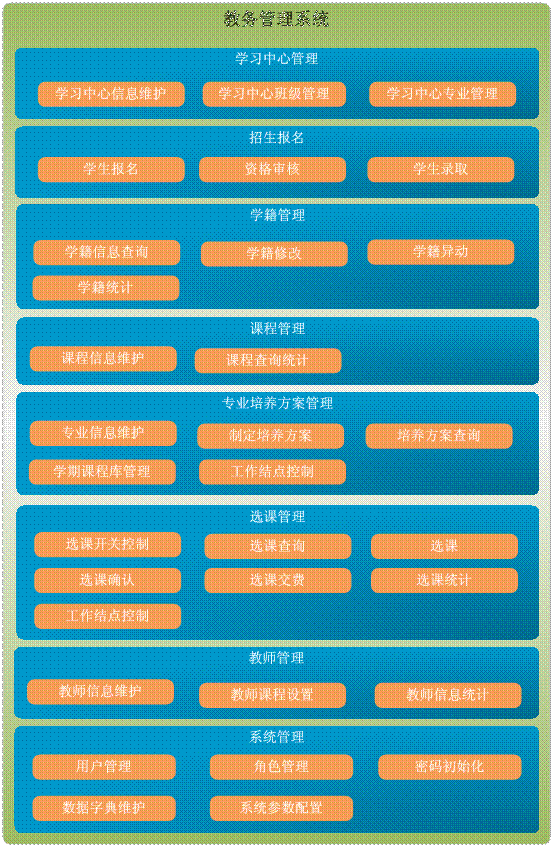 教务管理系统
学习中心管理
学习中心信息维护 学习中心班级管理 学习中心专业管理
招生报名
学生报名 资格审核 学生录取
学籍管理
学籍信息查询 学籍修改 学籍异动
学籍统计
课程管理
课程信息维护 课程查询统计
专业培养方案管理
专业信息维护 制定培养方案 培养方案查询
学期课程库管理 工作结点控制
选课管理
选课开关控制 选课查询 选课
选课确认 选课交费 选课统计
工作结点控制
教师管理
教师信息维护 教师课程设置 教师信息统计
系统管理
用户管理 角色管理 密码初始化
数据字典维护 系统参数配置